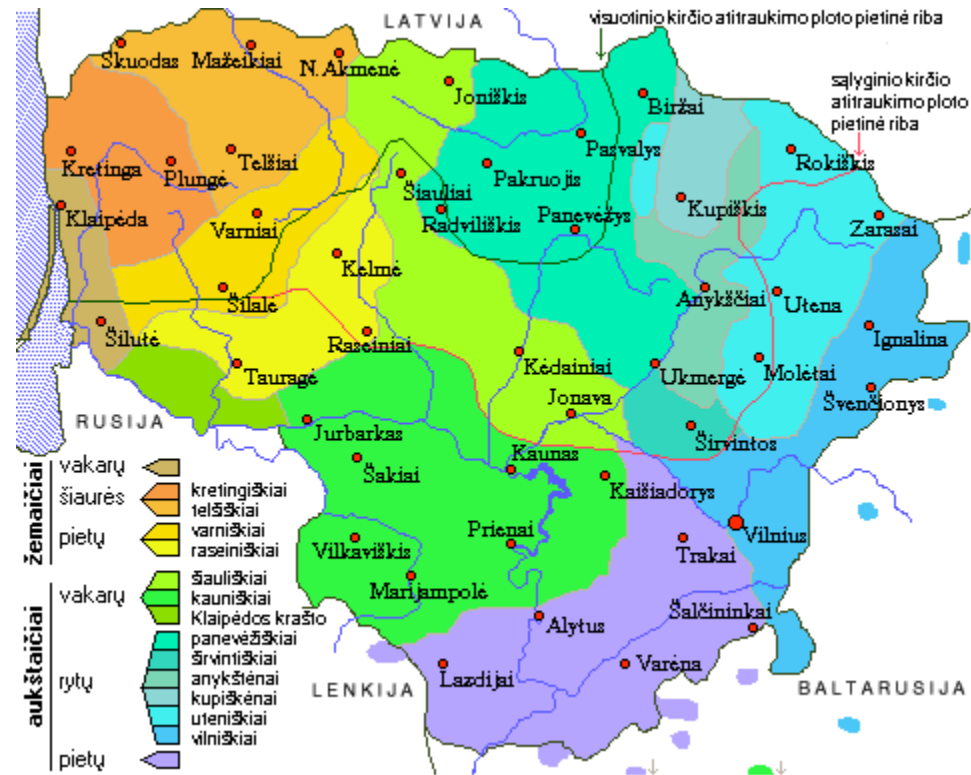 LATVIJA
visuotinio kirčio atitraukimo ploto pietinė riba
sąlyginio kirčio
atitraukimo ploto
pietinė riba
Skuodas
Mažeikiai
N.Akmenė
Joniškis
Biržai
Pasvalys
Rokiškis
Kretinga
Plungė
Telšiai
Šiauliai
Pakruojis
Klaipėda
Varniai
Radviliškis
Panevėžys
Kupiškis
Zarasai
Kelmė
Šilalė
Anykščiai
Utena
Šilutė
Raseiniai
Ignalina
Tauragė
Kėdainiai
Ukmergė
Molėtai
Švenčionys
RUSIJA
Jurbarkas
Jonava
Širvintos
Šakiai
Kaunas
Kaišiadorys
Vilkaviškis
Prienai
Trakai
Vilnius
Marijampolė
Alytus
Šalčininkai
Lazdijai
Varėna
LENKIJA
BALTARUSIJA
žemaičiai
vakarų
šiaurės
kretingiškiai
telšiškiai
pietų
varniškiai
raseiniškiai
aukštaičiai
vakarų
šiauliškiai
kauniškiai
Klaipėdos krašto
rytų
panevėžiškiai
širvintiškiai
anykštėnai
kupiškėnai
uteniškiai
vilniškiai
pietų